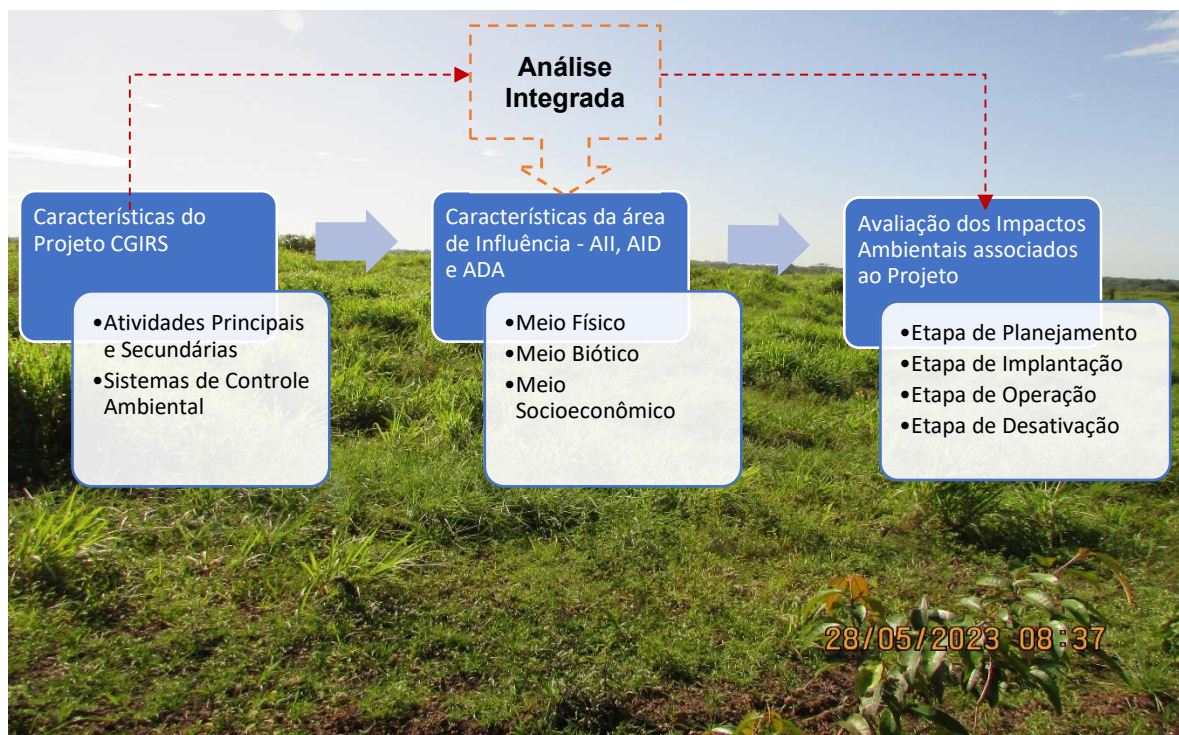 Análise
Integrada
Características do
Projeto CGIRS
•Atividades Principais
e Secundárias
•Sistemas de Controle
Ambiental
Características da área
de Influência - AII, AID
e ADA
•Meio Físico
•Meio Biótico
•Meio
Socioeconômico
Avaliação dos Impactos
Ambientais associados
ao Projeto
•Etapa de Planejamento
•Etapa de Implantação
•Etapa de Operação
•Etapa de Desativação
28/05/2023 08:37